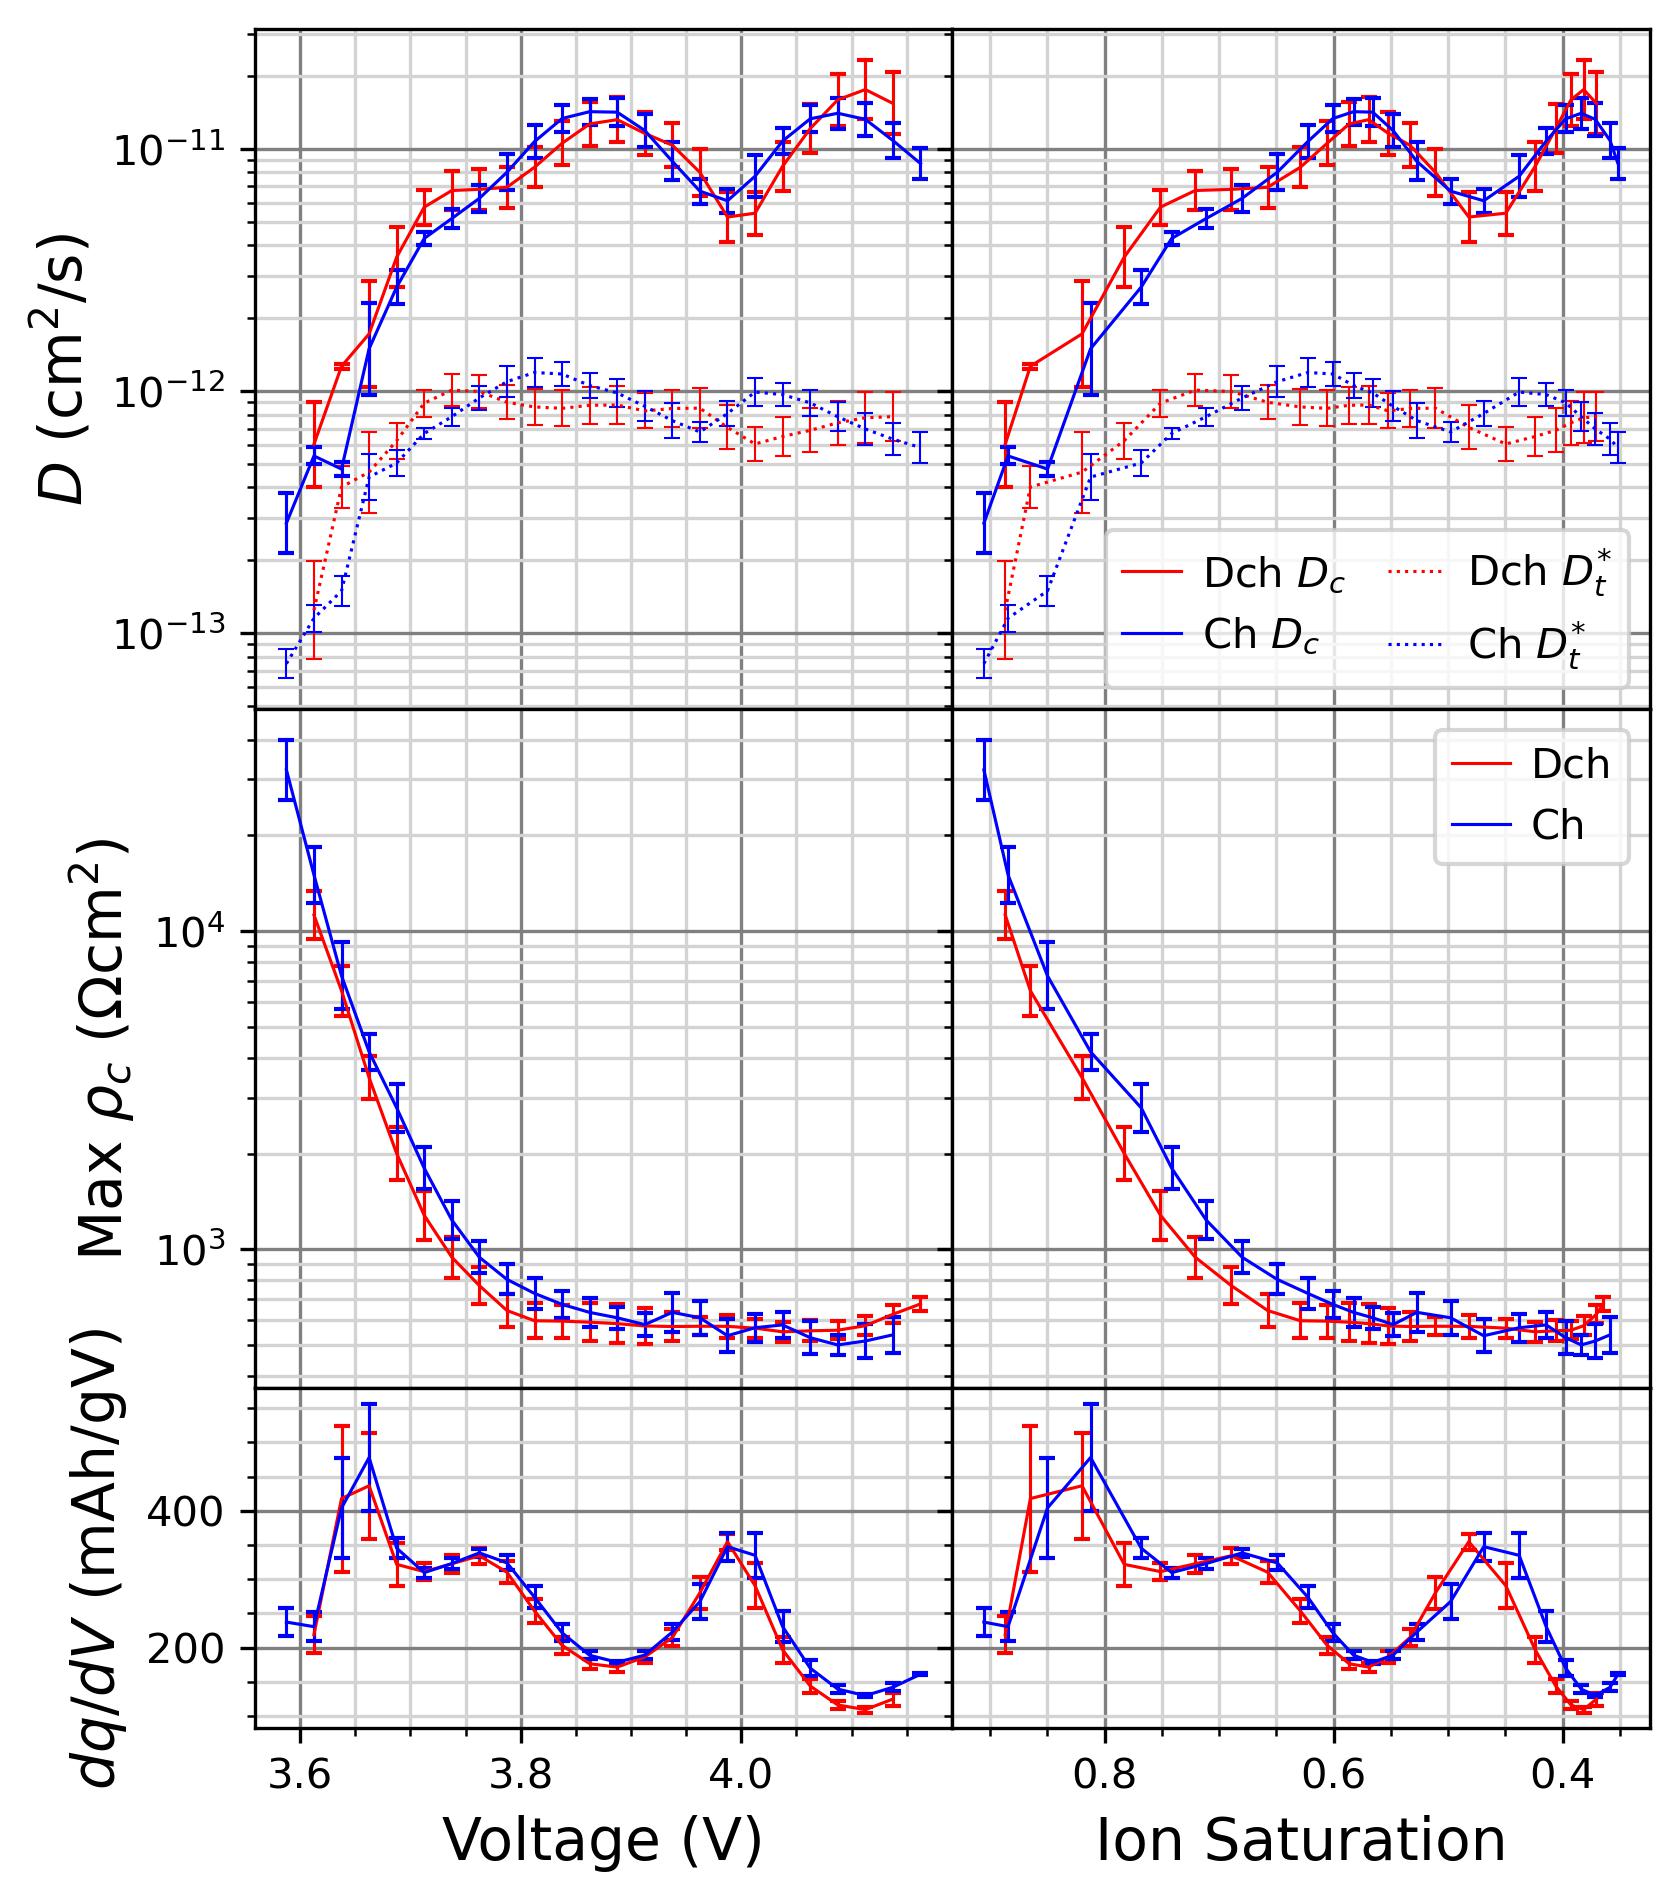 D (cm²/s)
10⁻¹¹
10⁻¹²
10⁻¹³
Dch D_c
Ch D_c
Dch D_t^*
Ch D_t^*
Max ρ_c (Ωcm²)
10⁴
10³
Dch
Ch
dq/dV (mAh/gV)
400
200
3.6 3.8 4.0
0.8 0.6 0.4
Voltage (V)
Ion Saturation